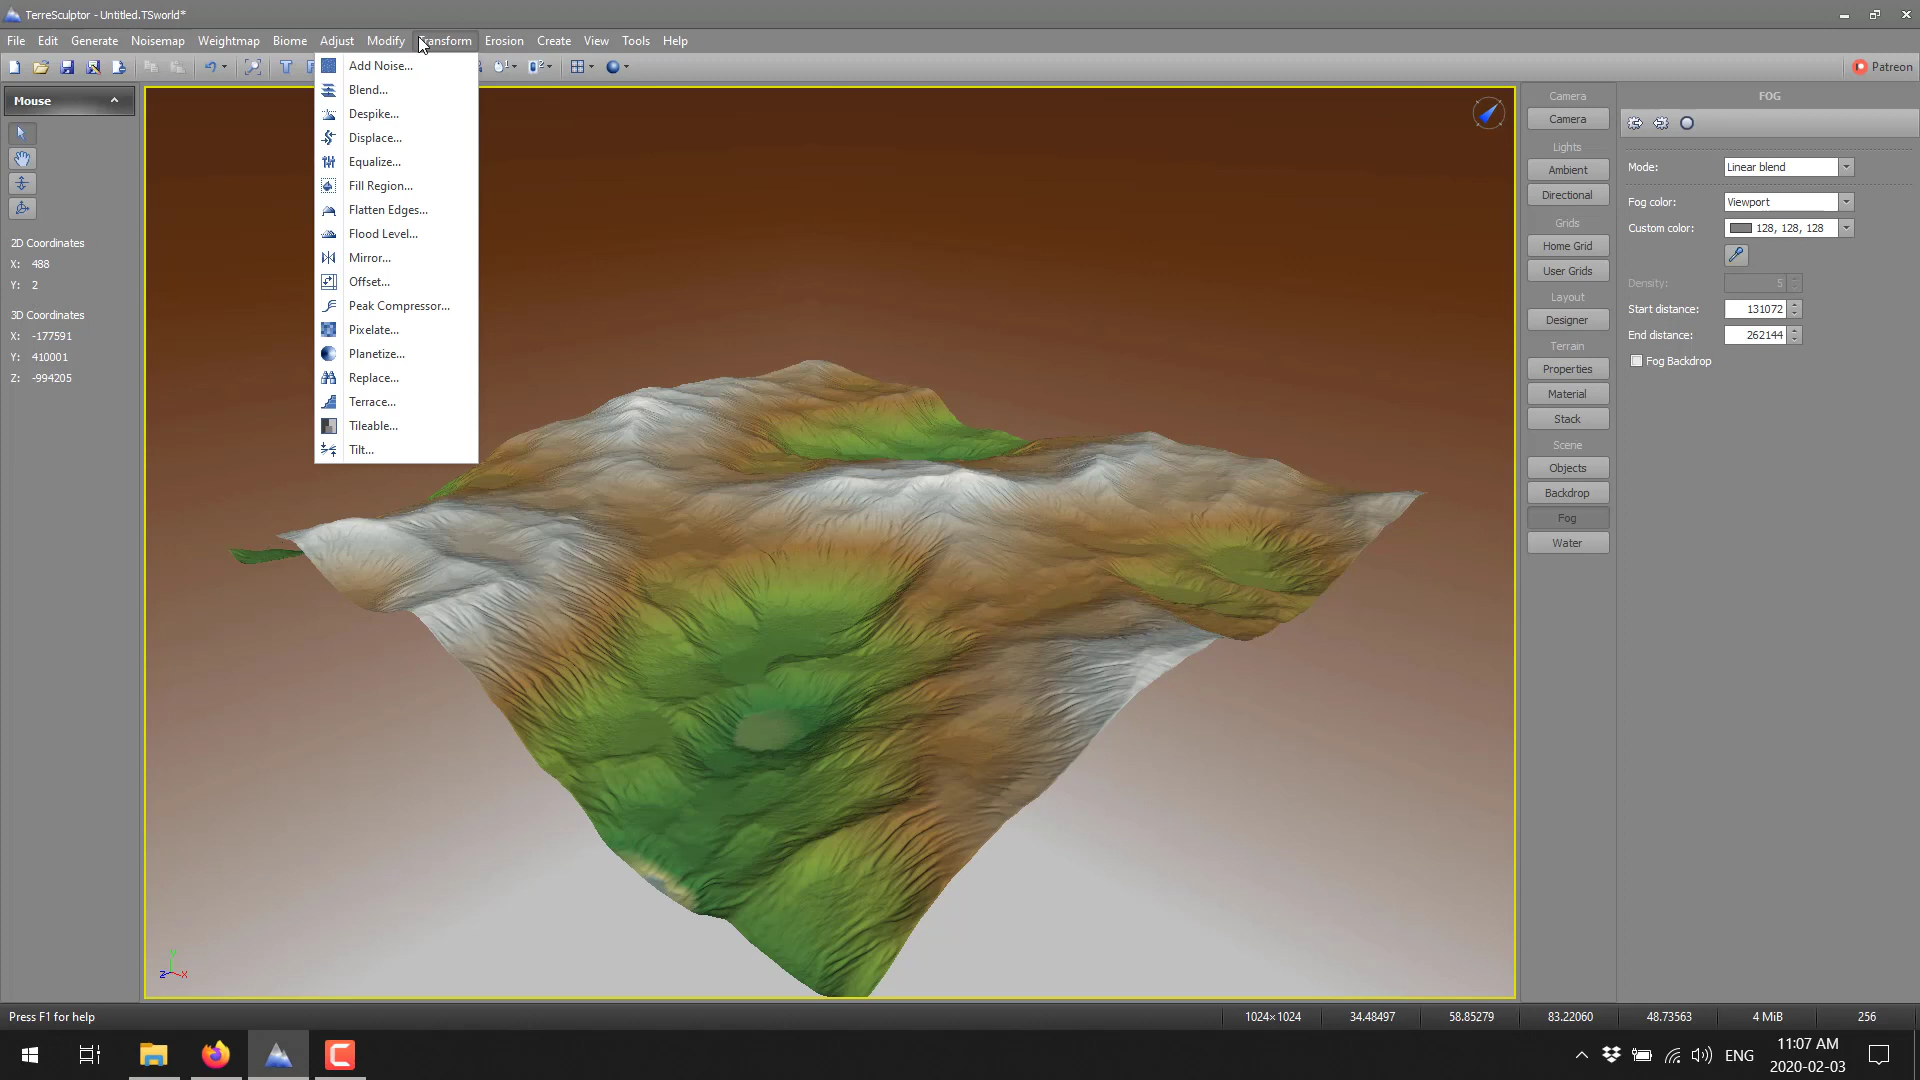 TerreSculptor - Untitled.TSworld*
File Edit Generate Noisemap Weightmap Biome Adjust Modify Transform Erosion Create View Tools Help
Patreon
Mouse
2D Coordinates
X: 488
Y: 2
3D Coordinates
X: -177591
Y: 410001
Z: -994205
Add Noise...
Blend...
Despike...
Displace...
Equalize...
Fill Region...
Flatten Edges...
Flood Level...
Mirror...
Offset...
Peak Compressor...
Pixelate...
Planetize...
Replace...
Terrace...
Tileable...
Tilt...
Y
Z X
Camera
Camera
Lights
Ambient
Directional
Grids
Home Grid
User Grids
Layout
Designer
Terrain
Properties
Material
Stack
Scene
Objects
Backdrop
Fog
Water
FOG
Mode: Linear blend
Fog color: Viewport
Custom color: 128, 128, 128
Density: 5
Start distance: 131072
End distance: 262144
Fog Backdrop
Press F1 for help
1024×1024 34.48497 58.85279 83.22060 48.73563 4 MiB 256
ENG
11:07 AM
2020-02-03